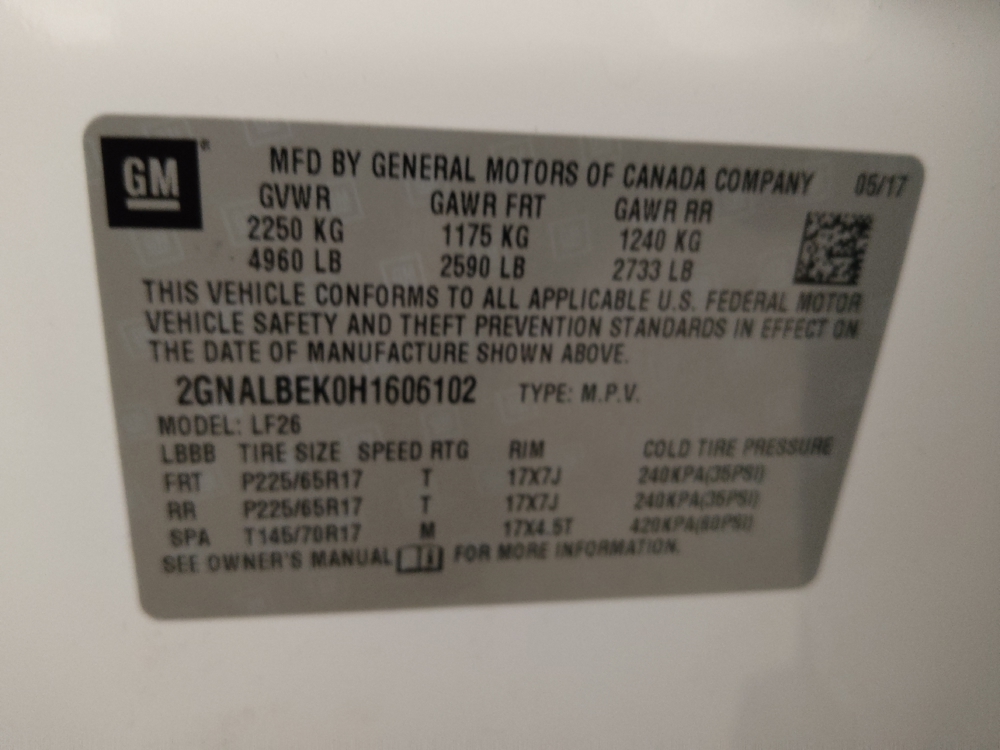 GM
MFD BY GENERAL MOTORS OF CANADA COMPANY 05/17
GVWR GAWR FRT GAWR RR
2250 KG 1175 KG 1240 KG
4960 LB 2590 LB 2733 LB
THIS VEHICLE CONFORMS TO ALL APPLICABLE U.S. FEDERAL MOTOR
VEHICLE SAFETY AND THEFT PREVENTION STANDARDS IN EFFECT ON
THE DATE OF MANUFACTURE SHOWN ABOVE.
2GNALBEK0H1606102 TYPE: M.P.V.
MODEL: LF26
LBBB TIRE SIZE SPEED RTG RIM COLD TIRE PRESSURE
FRT P225/65R17 T 17X7J 240KPA(35PSI)
RR P225/65R17 T 17X7J 240KPA(35PSI)
SPA T145/70R17 M 17X4.5T 420KPA(60PSI)
SEE OWNER'S MANUAL FOR MORE INFORMATION.